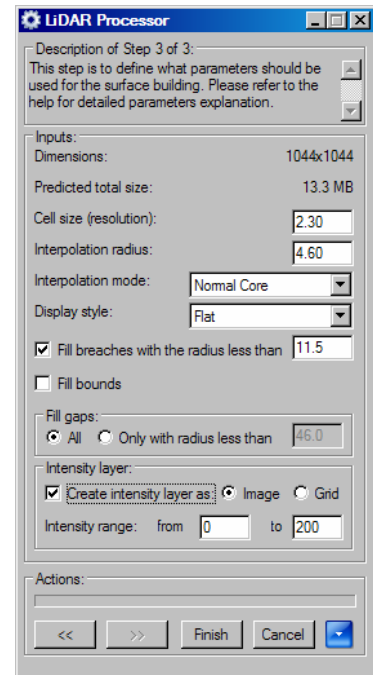 LiDAR Processor
Description of Step 3 of 3:
This step is to define what parameters should be
used for the surface building. Please refer to the
help for detailed parameters explanation.
Inputs:
Dimensions: 1044x1044
Predicted total size: 13.3 MB
Cell size (resolution): 2.30
Interpolation radius: 4.60
Interpolation mode: Normal Core
Display style: Flat
Fill breaches with the radius less than 11.5
Fill bounds
Fill gaps:
All Only with radius less than 46.0
Intensity layer:
Create intensity layer as: Image Grid
Intensity range: from 0 to 200
Actions:
<< >> Finish Cancel